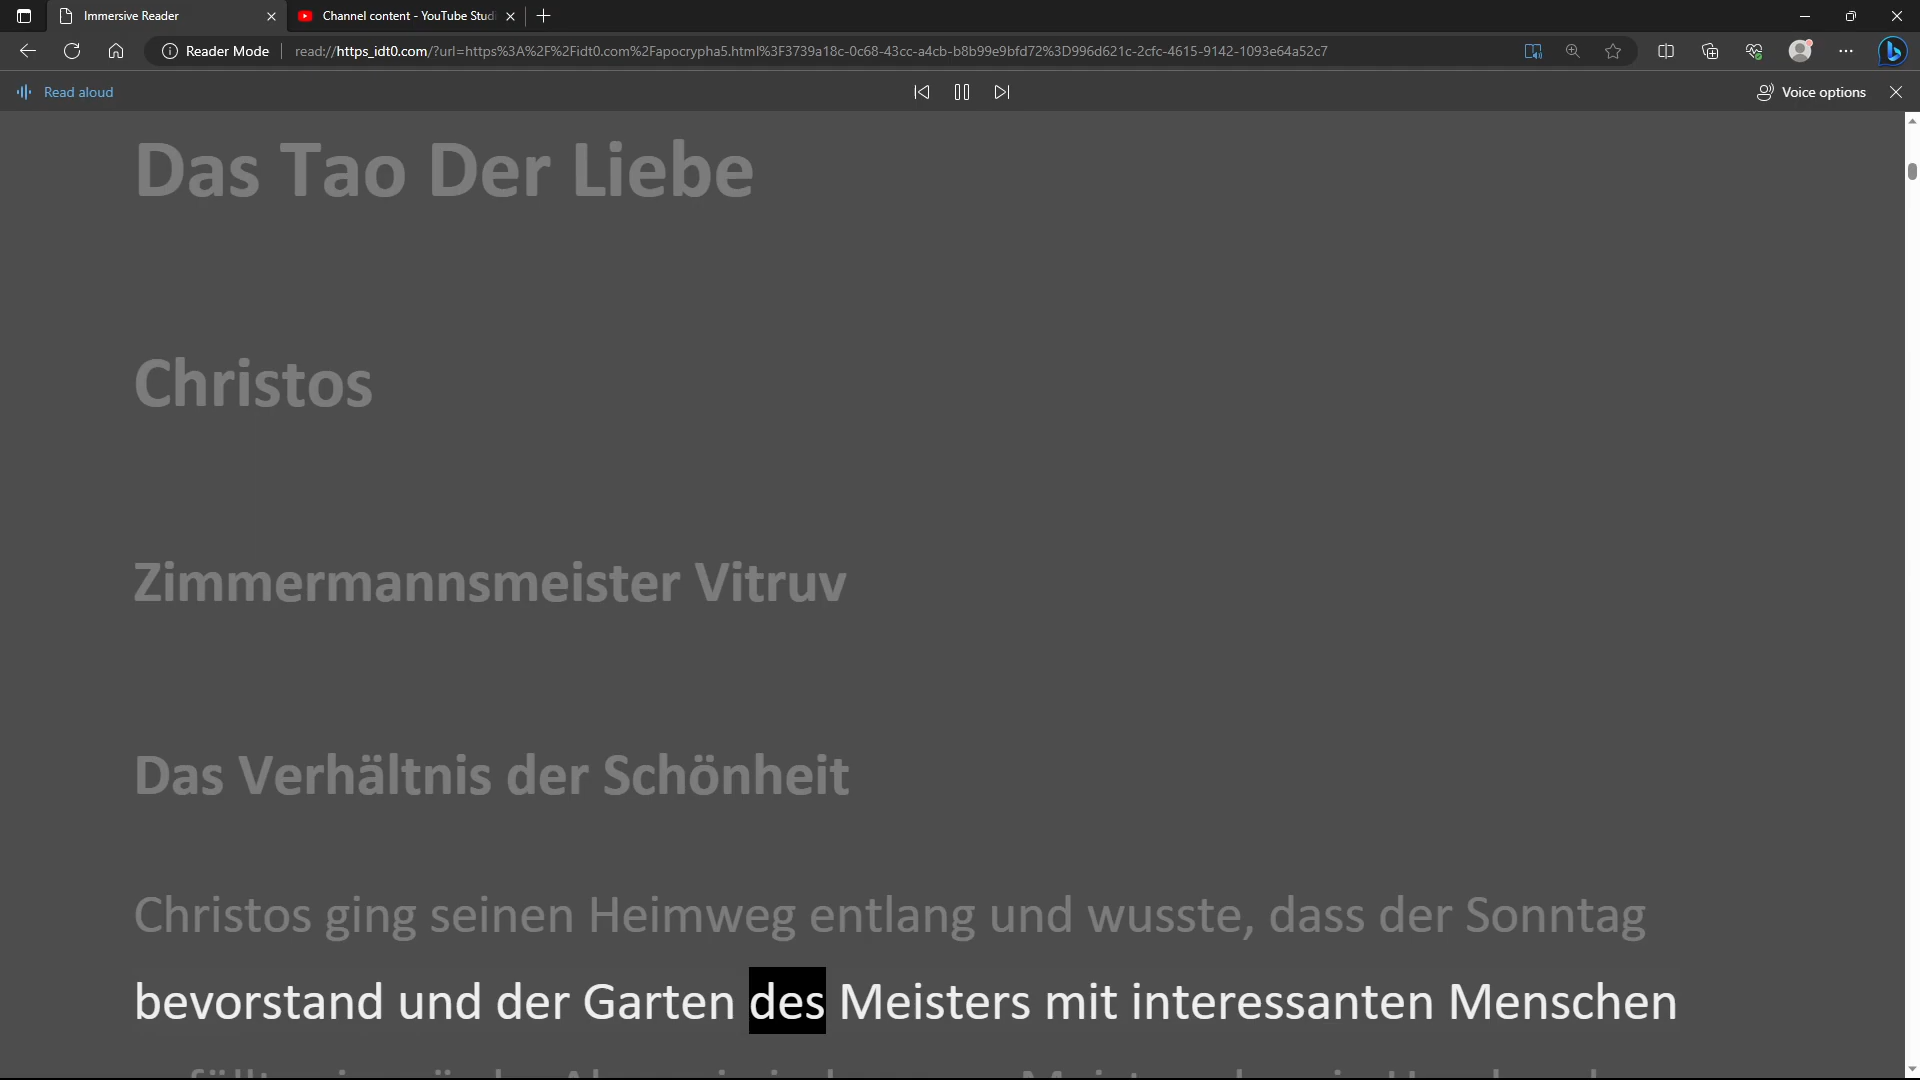 Immersive Reader
Channel content - YouTube Studi
Reader Mode
read://https_idt0.com/?url=https%3A%2F%2Fidt0.com%2Fapocrypha5.html%3F3739a18c-0c68-43cc-a4cb-b8b99e9bfd72%3D996d621c-2cfc-4615-9142-1093e64a52c7
Read aloud
Voice options
Das Tao Der Liebe
Christos
Zimmermannsmeister Vitruv
Das Verhältnis der Schönheit
Christos ging seinen Heimweg entlang und wusste, dass der Sonntag
bevorstand und der Garten des Meisters mit interessanten Menschen